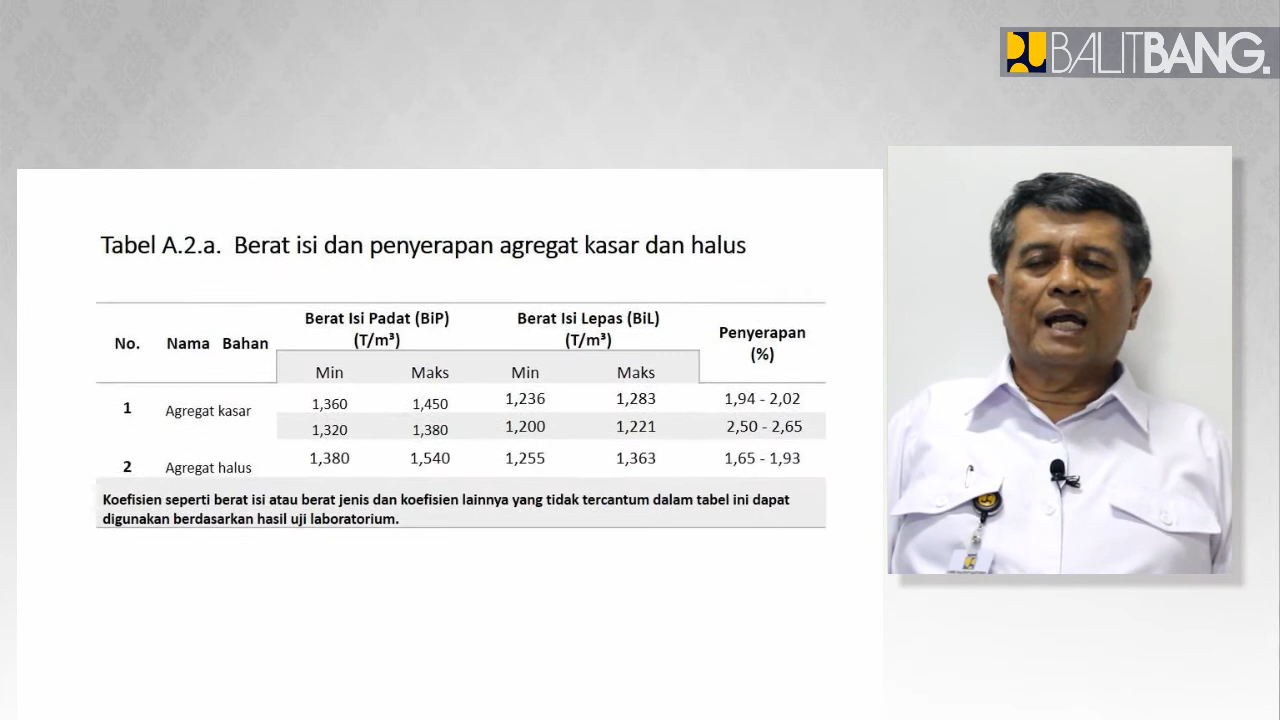 BALITBANG.
Tabel A.2.a. Berat isi dan penyerapan agregat kasar dan halus
No. Nama Bahan Berat Isi Padat (BiP) (T/m³) Berat Isi Lepas (BiL) (T/m³) Penyerapan (%)
Min Maks Min Maks
1 Agregat kasar 1,360 1,450 1,236 1,283 1,94 - 2,02
1,320 1,380 1,200 1,221 2,50 - 2,65
2 Agregat halus 1,380 1,540 1,255 1,363 1,65 - 1,93
Koefisien seperti berat isi atau berat jenis dan koefisien lainnya yang tidak tercantum dalam tabel ini dapat
digunakan berdasarkan hasil uji laboratorium.